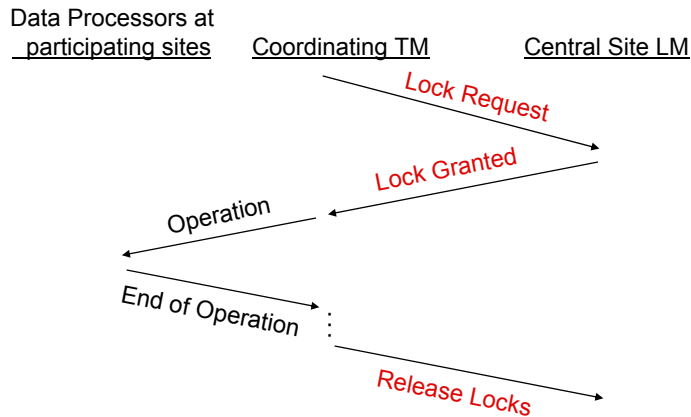 Data Processors at
participating sites
Coordinating TM
Central Site LM
Lock Request
Lock Granted
Operation
End of Operation
Release Locks